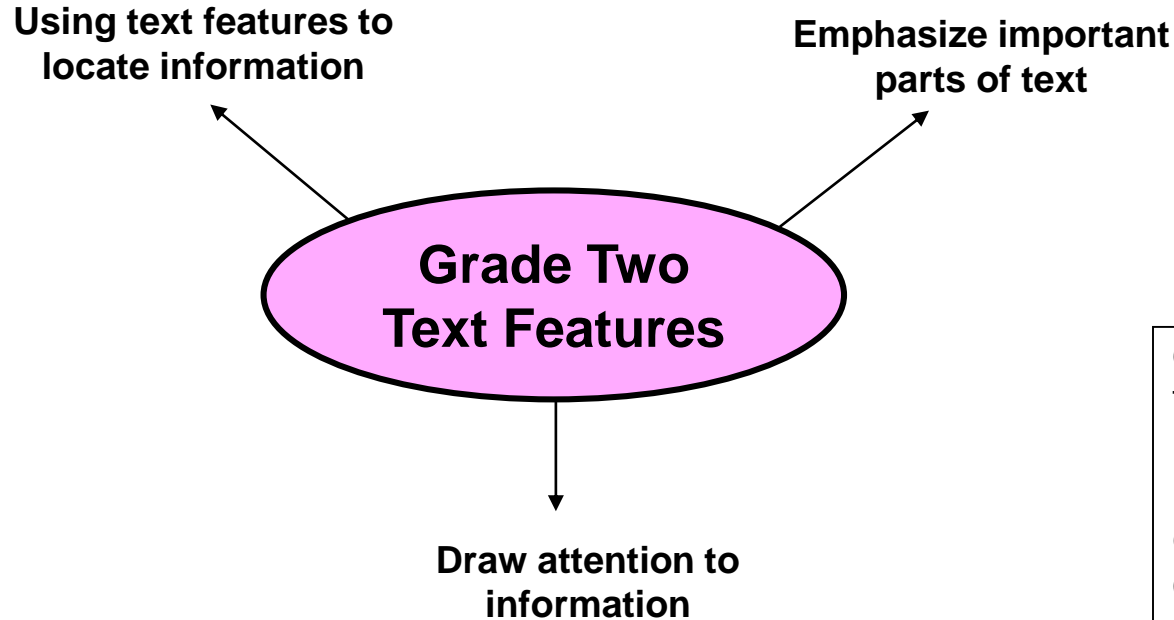 Using text features to
locate information
Emphasize important
parts of text
Grade Two
Text Features
Draw attention to
information